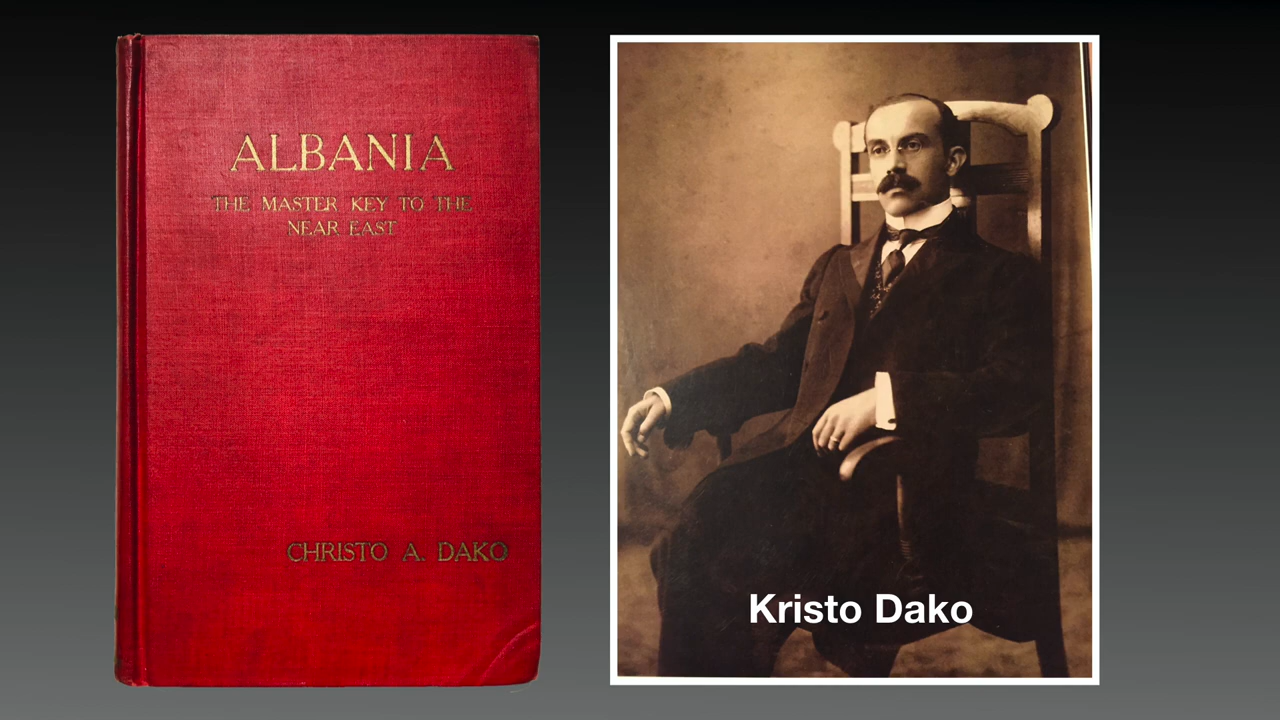 ALBANIA
THE MASTER KEY TO THE
NEAR EAST
CHRISTO A. DAKO
Kristo Dako